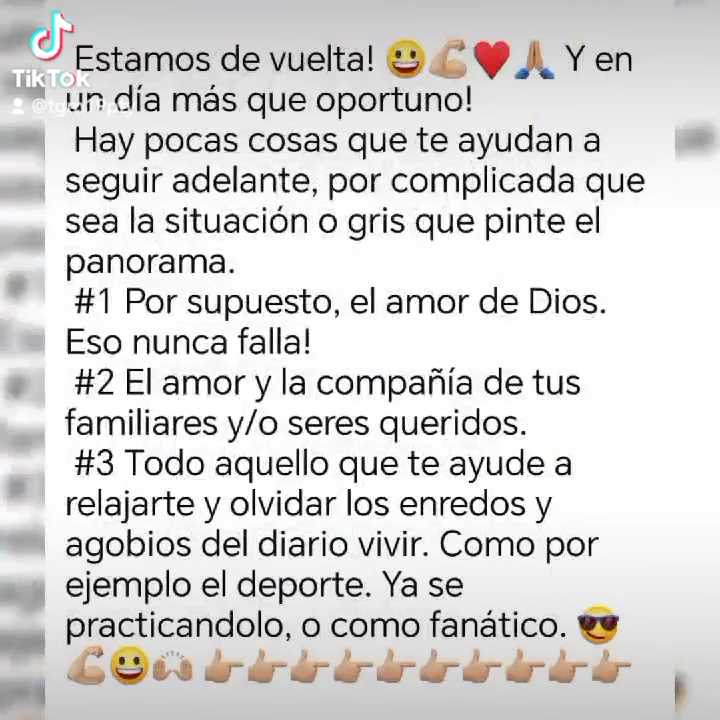 TikTok
Estamos de vuelta! 😃💪🏼❤️🙏🏼 Y en
un día más que oportuno!
Hay pocas cosas que te ayudan a
seguir adelante, por complicada que
sea la situación o gris que pinte el
panorama.
#1 Por supuesto, el amor de Dios.
Eso nunca falla!
#2 El amor y la compañía de tus
familiares y/o seres queridos.
#3 Todo aquello que te ayude a
relajarte y olvidar los enredos y
agobios del diario vivir. Como por
ejemplo el deporte. Ya se
practicandolo, o como fanático. 😎
💪🏼😃🙌🏼👉🏼👉🏼👉🏼👉🏼👉🏼👉🏼👉🏼👉🏼👉🏼👉🏼